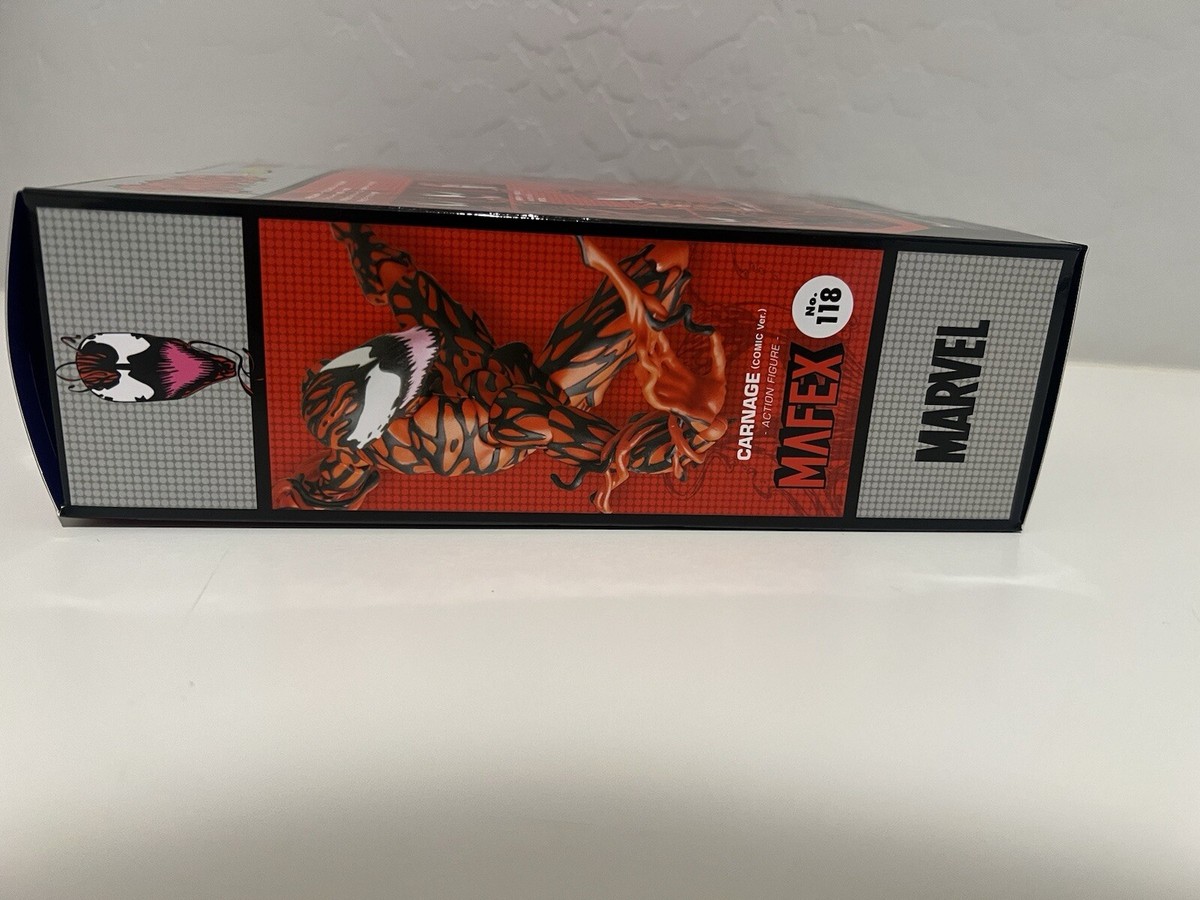 CARNAGE (COMIC Ver.)
- ACTION FIGURE -
MAFEX
No.
118
MARVEL